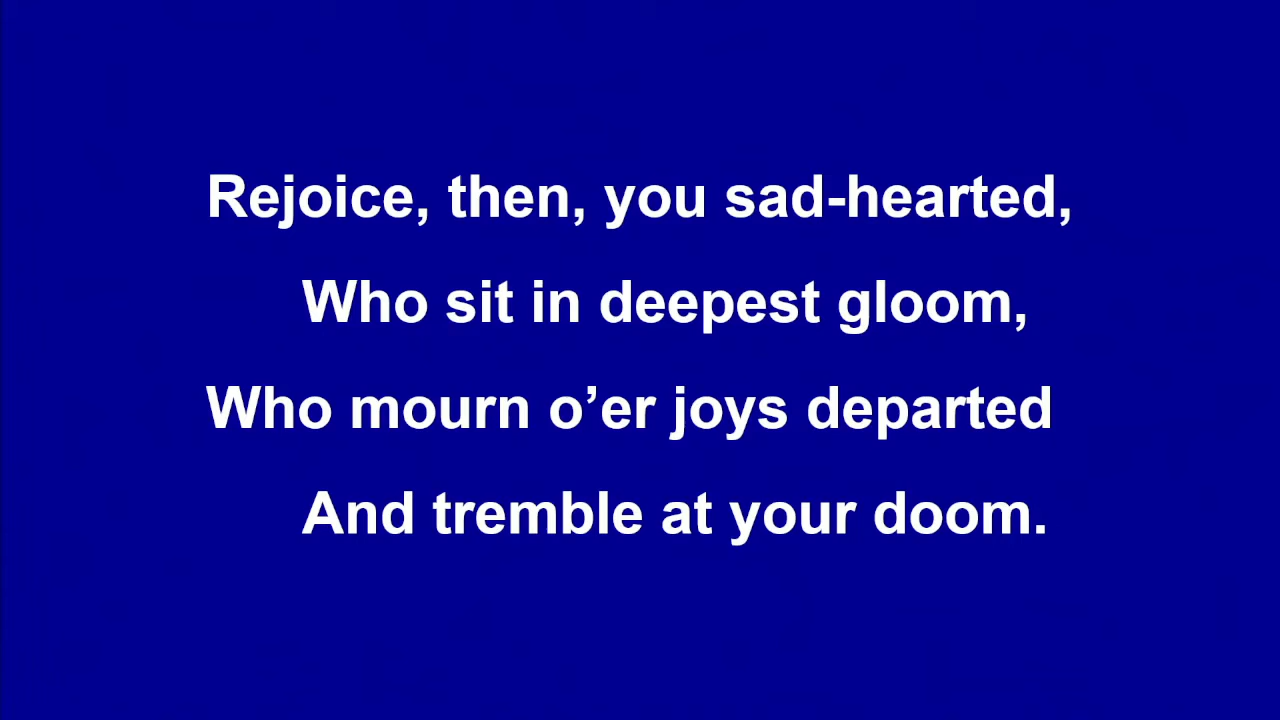 Rejoice, then, you sad-hearted,
Who sit in deepest gloom,
Who mourn o’er joys departed
And tremble at your doom.